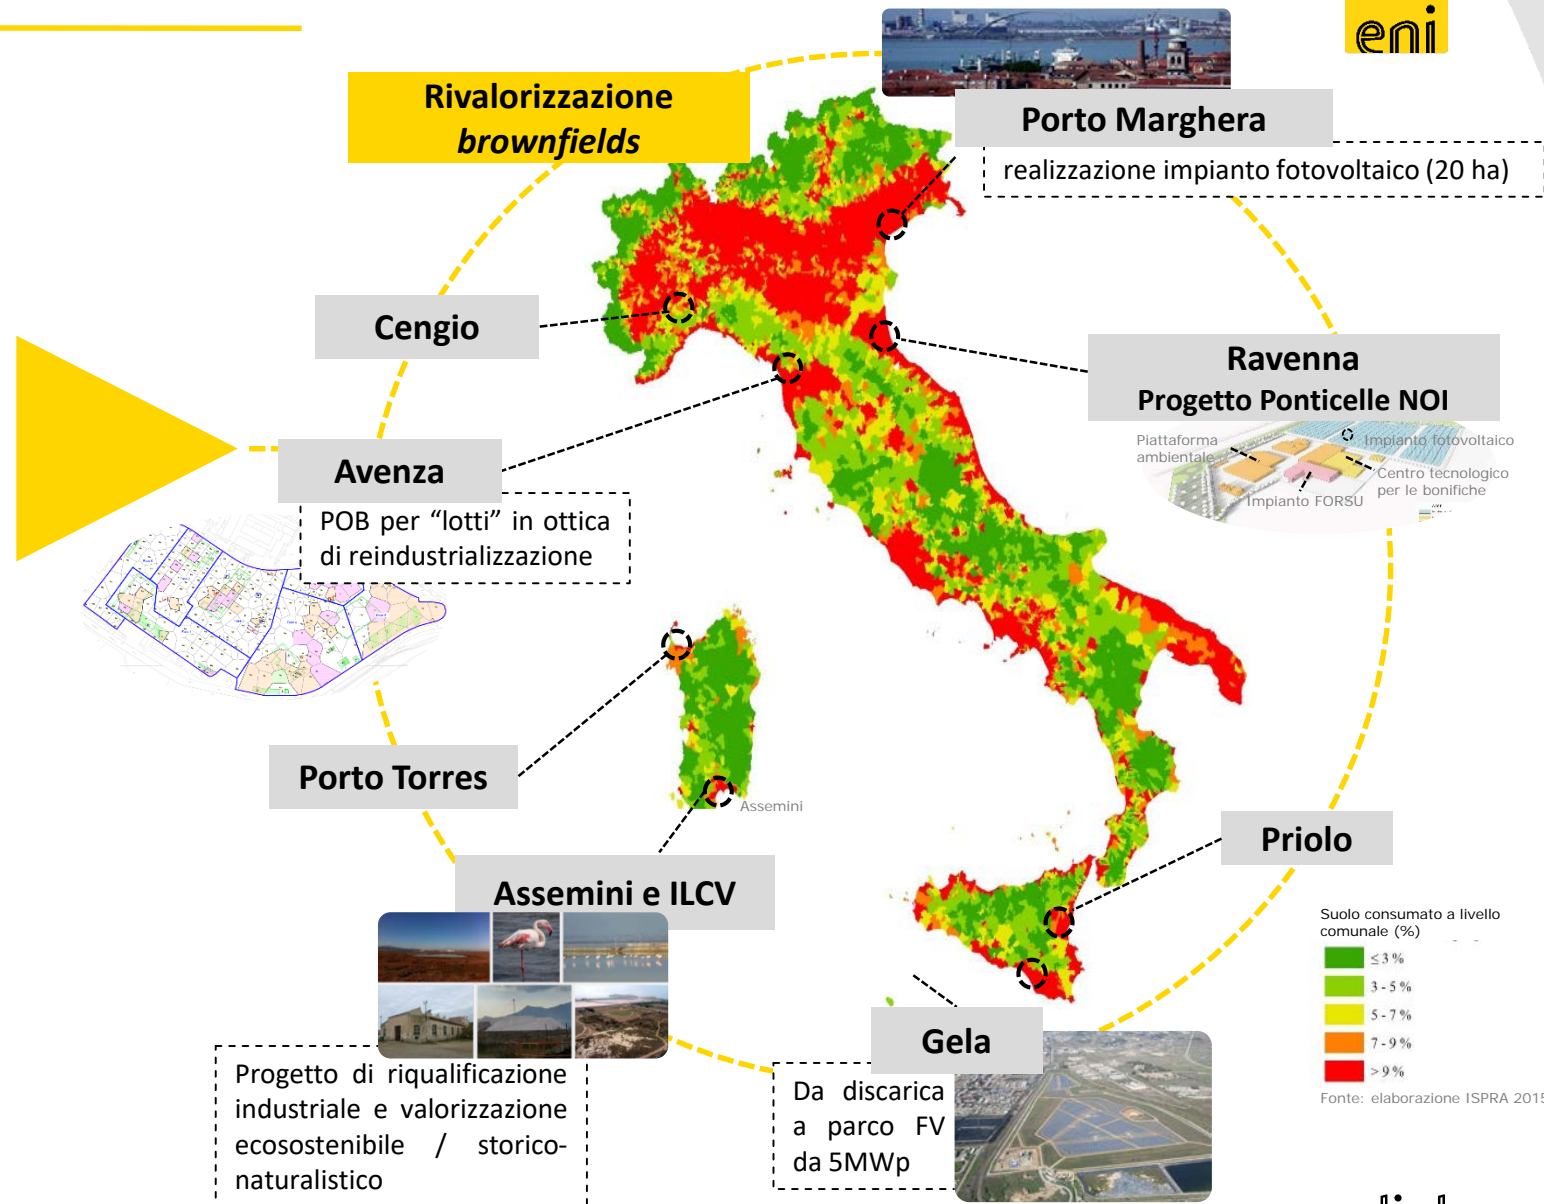 eni
Rivalorizzazione
brownfields
Porto Marghera
realizzazione impianto fotovoltaico (20 ha)
Cengio
Ravenna
Progetto Ponticelle NOI
Piattaforma
ambientale
Impianto fotovoltaico
Centro tecnologico
per le bonifiche
Impianto FORSU
Avenza
POB per “lotti” in ottica
di reindustrializzazione
Porto Torres
Assemini
Priolo
Assemini e ILCV
Progetto di riqualificazione
industriale e valorizzazione
ecosostenibile / storico-
naturalistico
Gela
Da discarica
a parco FV
da 5MWp
Suolo consumato a livello
comunale (%)
≤3%
3-5%
5-7%
7-9%
>9%
Fonte: elaborazione ISPRA 2015